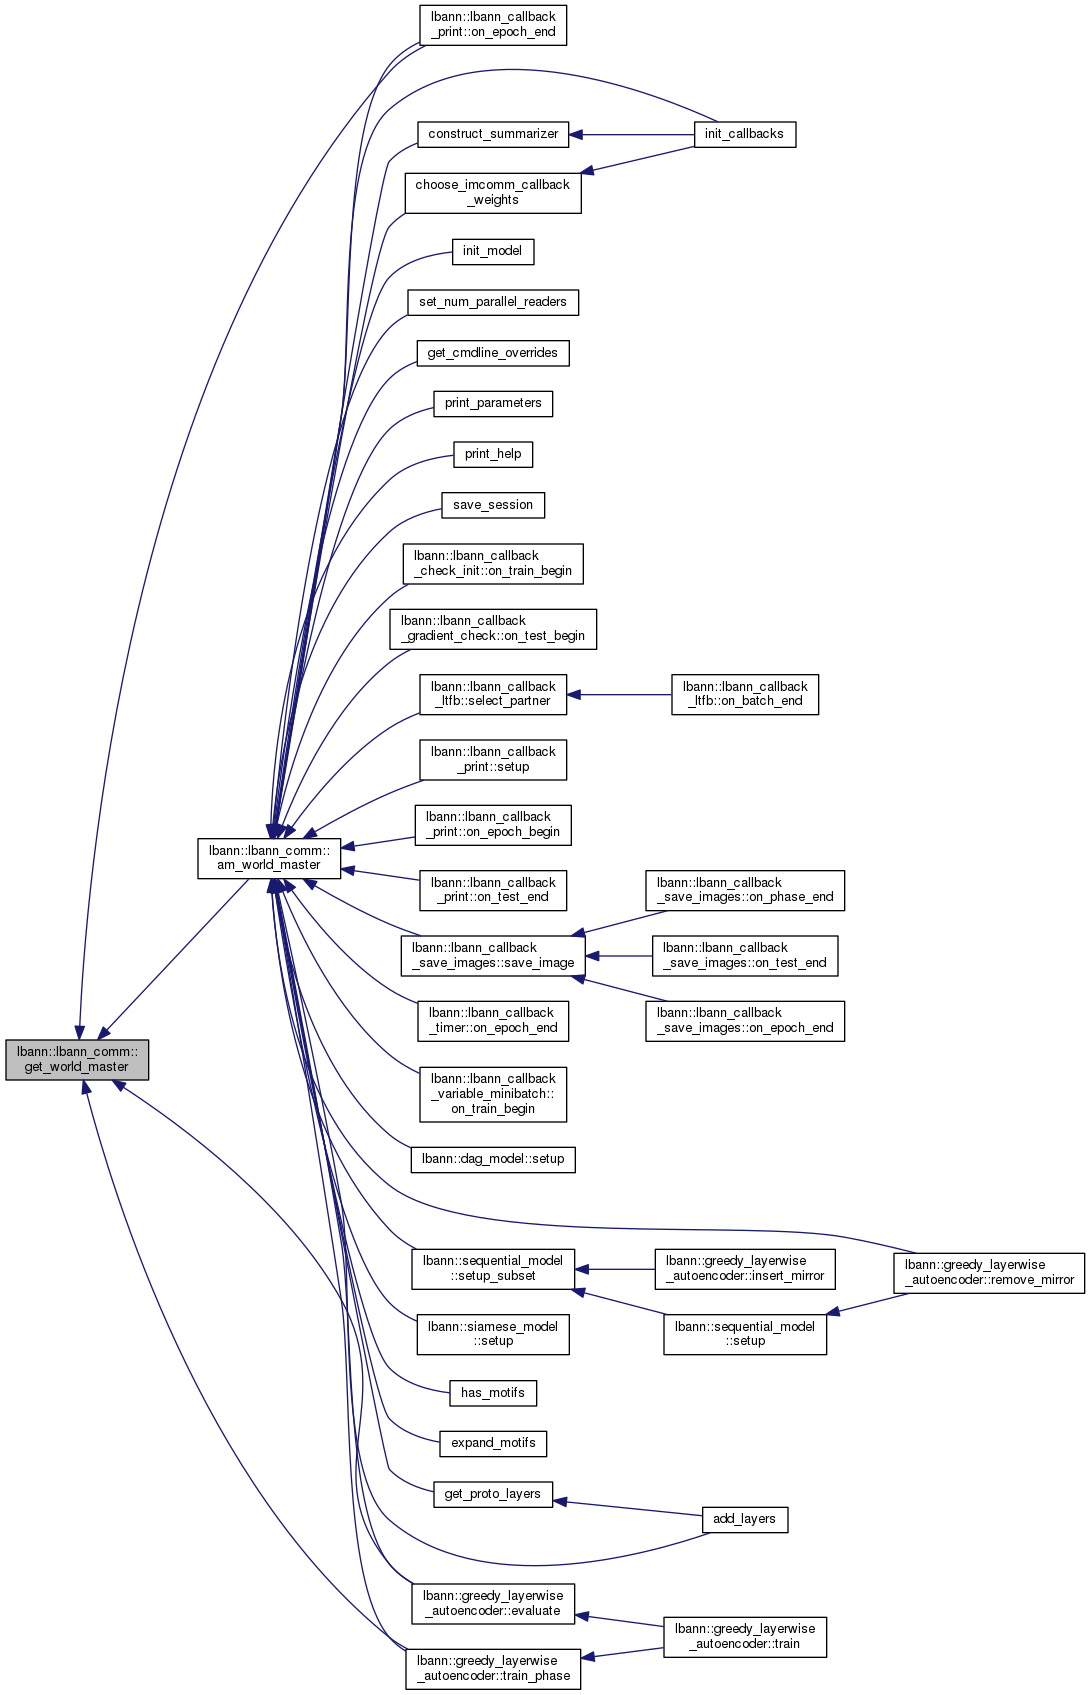 lbann::lbann_callback
_print::on_epoch_end
construct_summarizer
init_callbacks
choose_imcomm_callback
_weights
init_model
set_num_parallel_readers
get_cmdline_overrides
print_parameters
print_help
save_session
lbann::lbann_callback
_check_init::on_train_begin
lbann::lbann_callback
_gradient_check::on_test_begin
lbann::lbann_callback
_ltfb::select_partner
lbann::lbann_callback
_ltfb::on_batch_end
lbann::lbann_callback
_print::setup
lbann::lbann_callback
_print::on_epoch_begin
lbann::lbann_comm::
am_world_master
lbann::lbann_callback
_print::on_test_end
lbann::lbann_callback
_save_images::on_phase_end
lbann::lbann_callback
_save_images::save_image
lbann::lbann_callback
_save_images::on_test_end
lbann::lbann_callback
_timer::on_epoch_end
lbann::lbann_callback
_save_images::on_epoch_end
lbann::lbann_comm::
get_world_master
lbann::lbann_callback
_variable_minibatch::
on_train_begin
lbann::dag_model::setup
lbann::sequential_model
::setup_subset
lbann::greedy_layerwise
_autoencoder::insert_mirror
lbann::greedy_layerwise
_autoencoder::remove_mirror
lbann::siamese_model
::setup
lbann::sequential_model
::setup
has_motifs
expand_motifs
get_proto_layers
add_layers
lbann::greedy_layerwise
_autoencoder::evaluate
lbann::greedy_layerwise
_autoencoder::train
lbann::greedy_layerwise
_autoencoder::train_phase